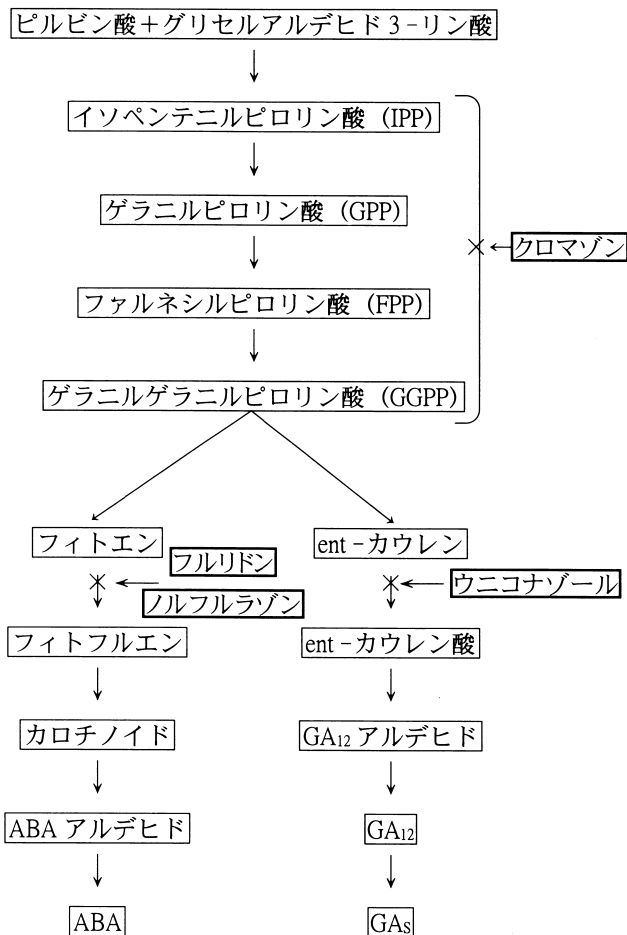 ピルビン酸+グリセルアルデヒド3-リン酸
イソペンテニルピロリン酸 (IPP)
ゲラニルピロリン酸 (GPP)
クロマゾン
ファルネシルピロリン酸 (FPP)
ゲラニルゲラニルピロリン酸 (GGPP)
フィトエン
ent-カウレン
フルリドン
ノルフルラゾン
ウニコナゾール
フィトフルエン
ent-カウレン酸
カロチノイド
GA12 アルデヒド
ABA アルデヒド
GA12
ABA
GAs